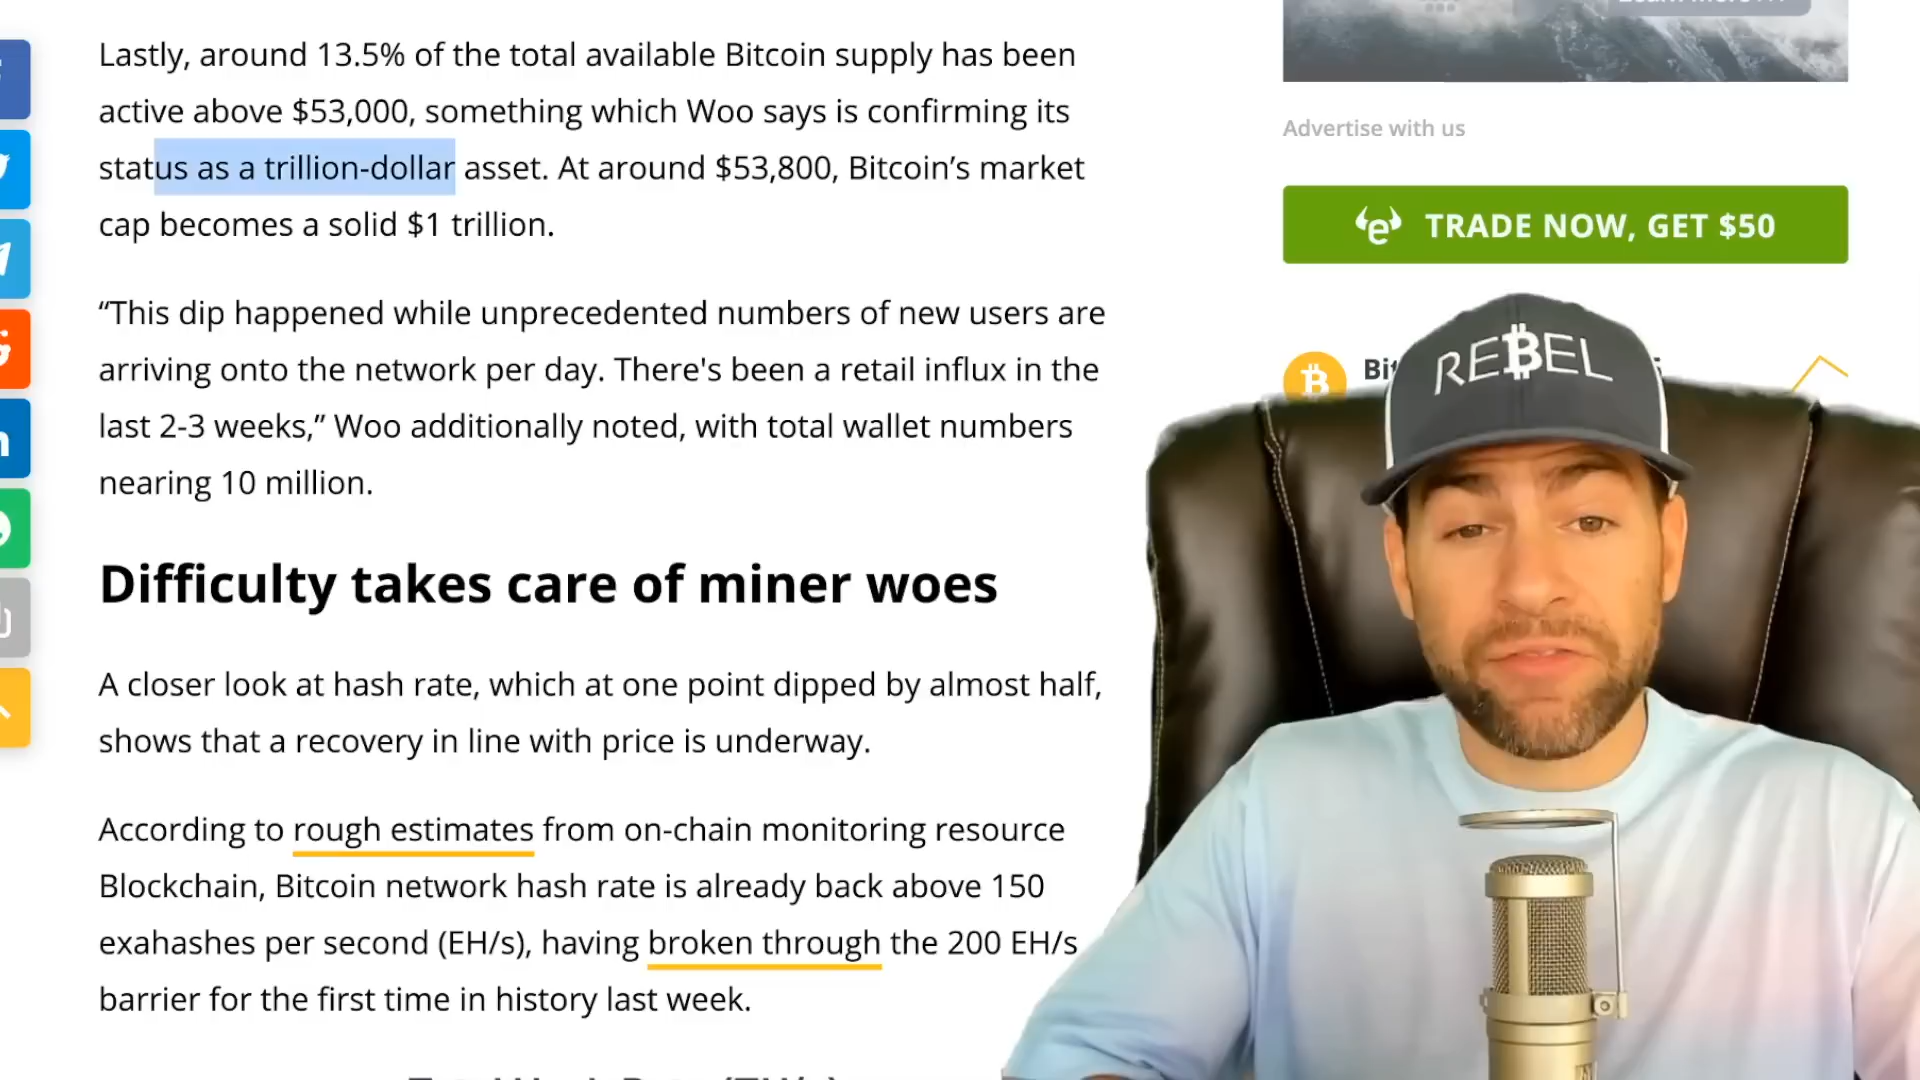 Lastly, around 13.5% of the total available Bitcoin supply has been
active above $53,000, something which Woo says is confirming its
status as a trillion-dollar asset. At around $53,800, Bitcoin’s market
cap becomes a solid $1 trillion.
“This dip happened while unprecedented numbers of new users are
arriving onto the network per day. There's been a retail influx in the
last 2-3 weeks,” Woo additionally noted, with total wallet numbers
nearing 10 million.
Difficulty takes care of miner woes
A closer look at hash rate, which at one point dipped by almost half,
shows that a recovery in line with price is underway.
According to rough estimates from on-chain monitoring resource
Blockchain, Bitcoin network hash rate is already back above 150
exahashes per second (EH/s), having broken through the 200 EH/s
barrier for the first time in history last week.
Advertise with us
TRADE NOW, GET $50
REBEL